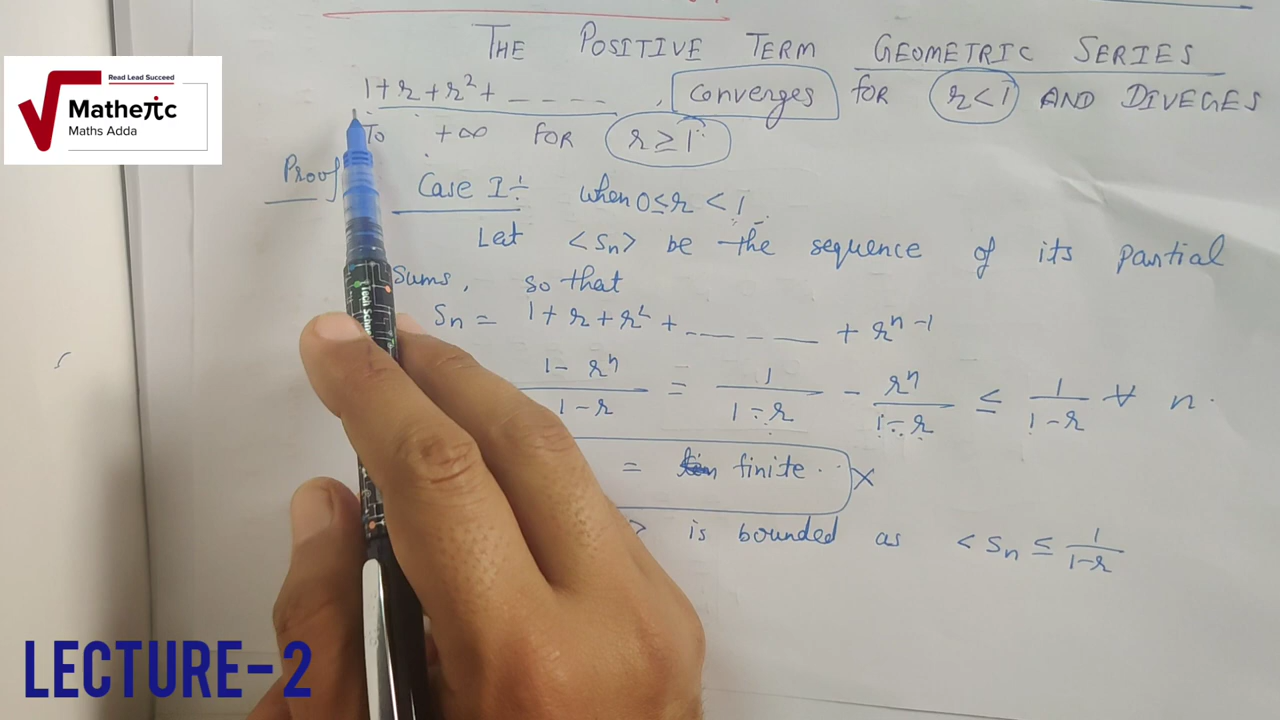 THE POSITIVE TERM GEOMETRIC SERIES
1 + r + r² + _ _ _ _ , converges FOR r < 1 AND DIVEGES
To +∞ FOR r ≥ 1
Proof Case I÷ when 0 ≤ r < 1
Let <Sn> be the sequence of its partial
Sums, so that
Sn = 1 + r + r² + _ _ _ _ + r^(n-1)
(1 - r^n)/(1 - r) = 1/(1 - r) - r^n/(1 - r) ≤ 1/(1 - r) ∀ n.
= finite . . ×
> is bounded as < Sn ≤ 1/(1-r)
Read Lead Succeed
Matheπc
Maths Adda
LECTURE-2